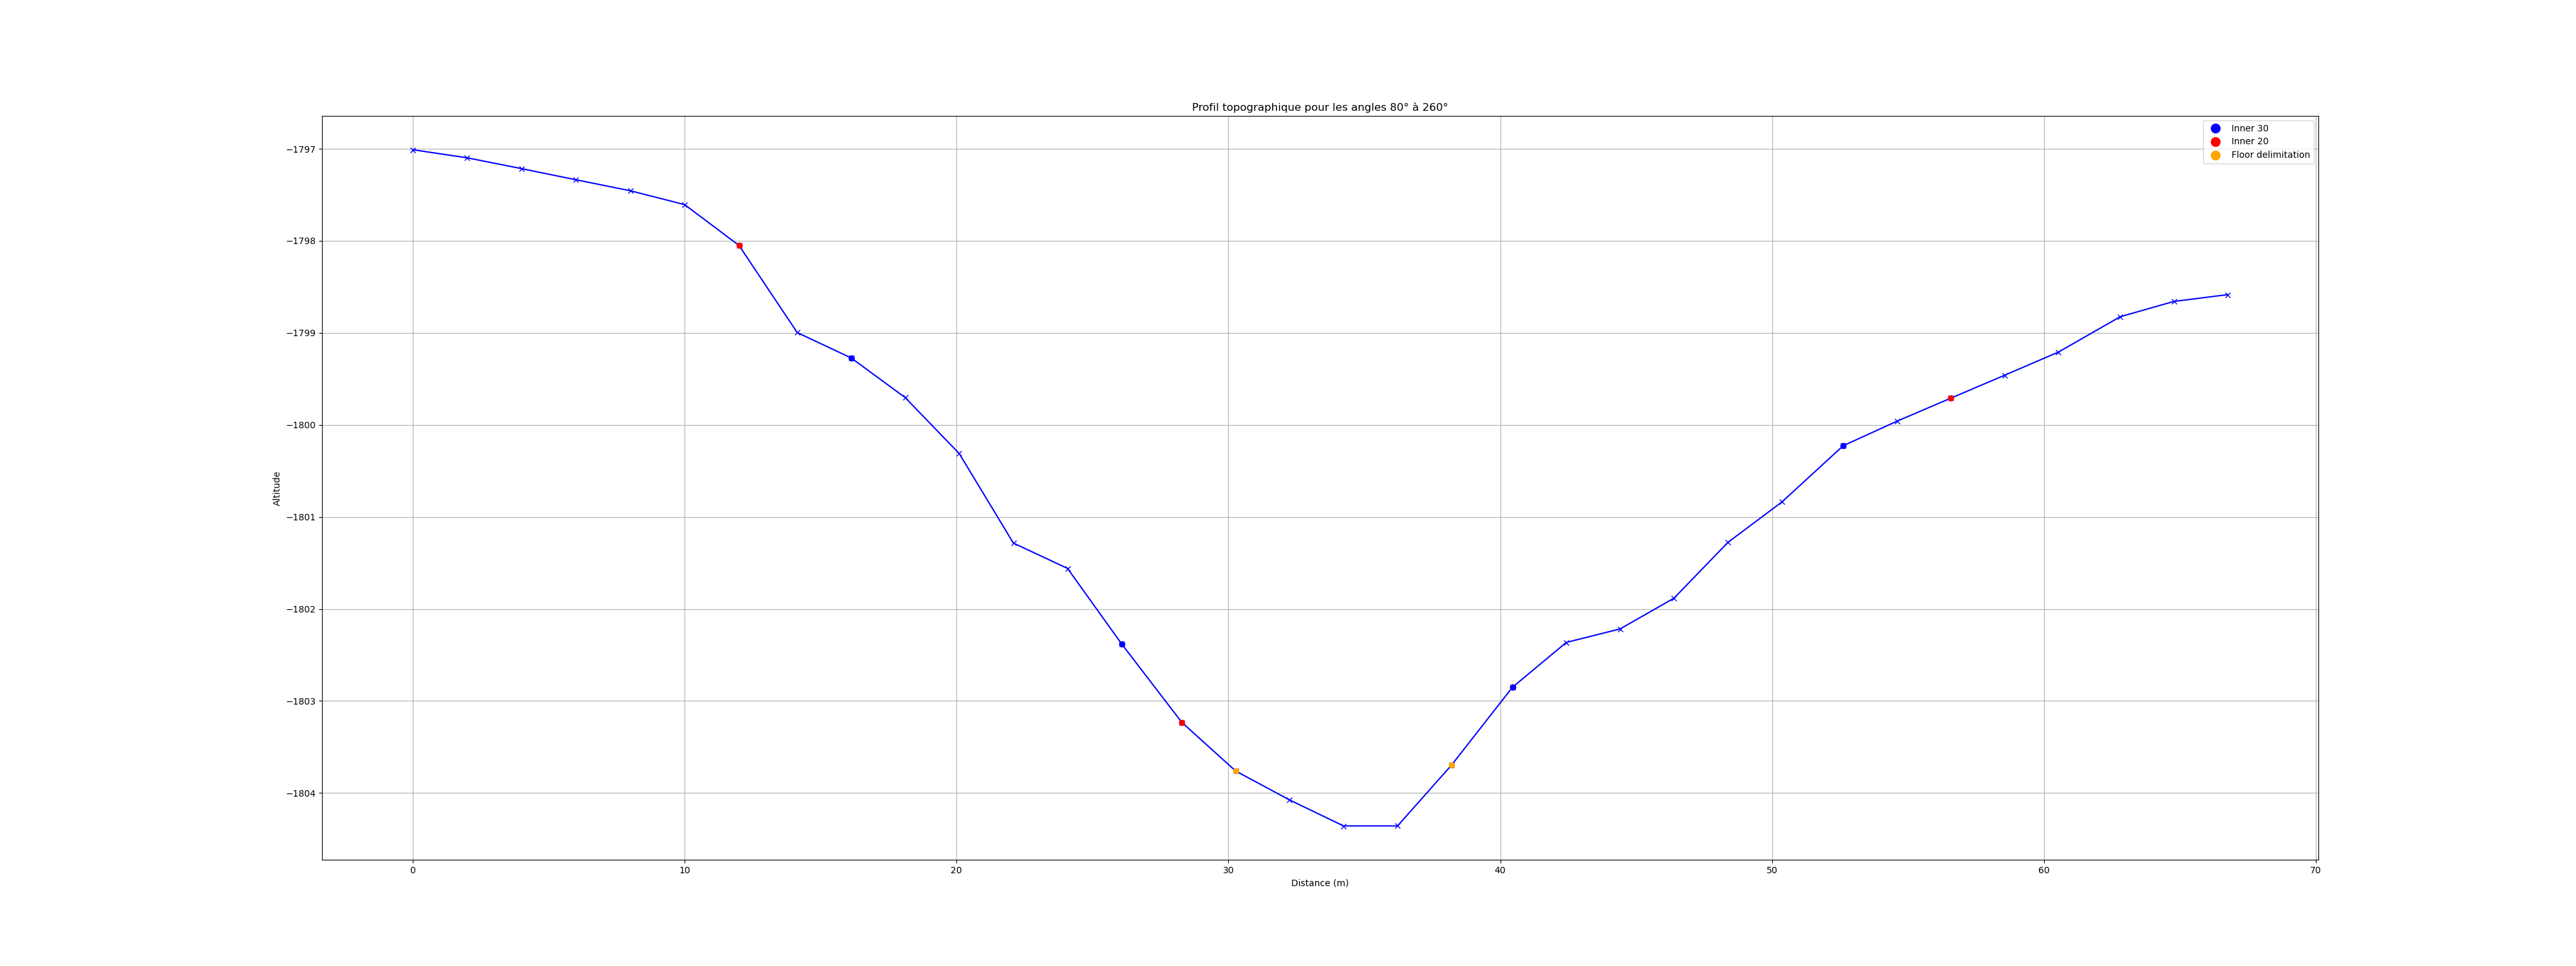 Profil topographique pour les angles 80° à 260°
Inner 30
Inner 20
Floor delimitation
Altitude
−1797
−1798
−1799
−1800
−1801
−1802
−1803
−1804
0 10 20 30 40 50 60 70
Distance (m)